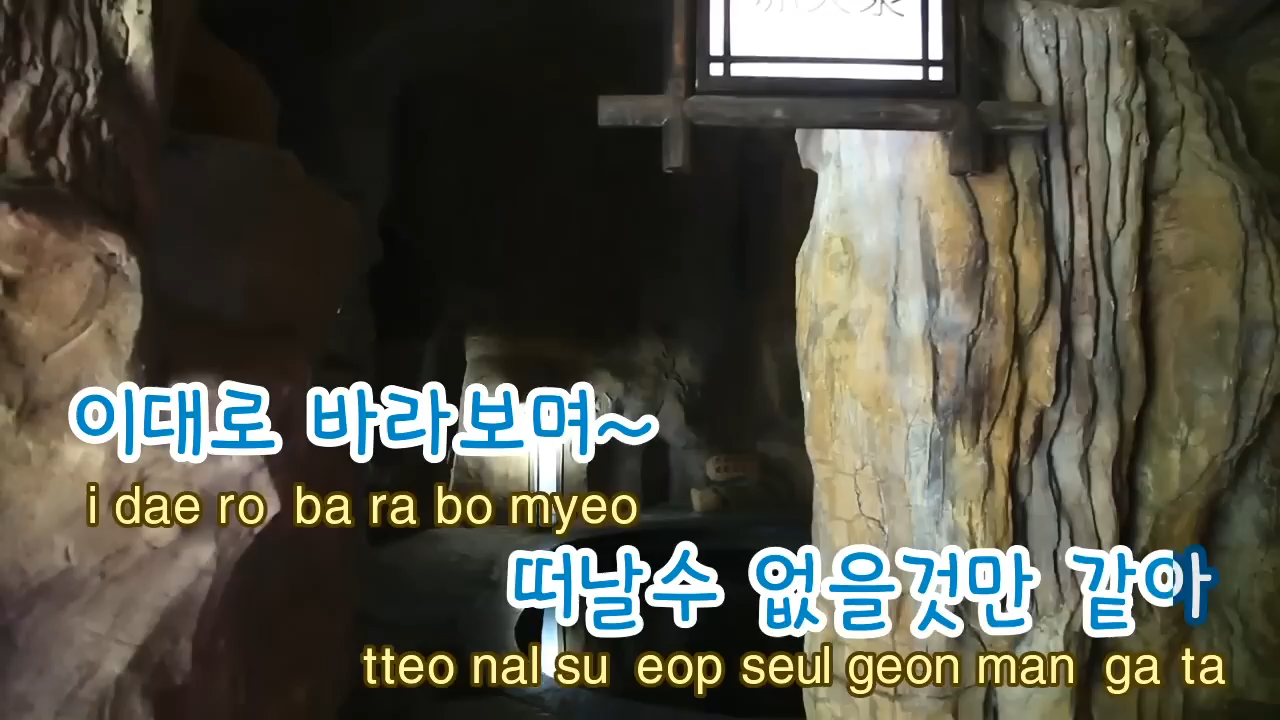 이대로 바라보며~
i dae ro ba ra bo myeo
떠날수 없을것만 같아
tteo nal su eop seul geon man ga ta